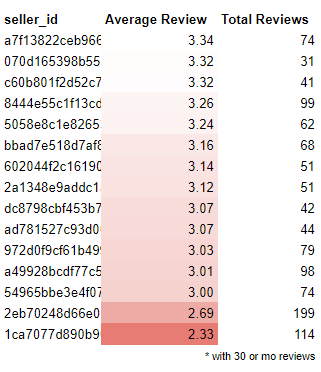 seller_id Average Review Total Reviews
a7f13822ceb966 3.34 74
070d165398b55 3.32 31
c60b801f2d52c7 3.32 41
8444e55c1f13cd 3.26 99
5058e8c1e8265 3.24 62
bbad7e518d7af8 3.16 68
602044f2c16190 3.14 51
2a1348e9addc1 3.12 51
dc8798cbf453b7 3.07 42
ad781527c93d0 3.07 44
972d0f9cf61b49 3.03 79
a49928bcdf77c5 3.01 98
54965bbe3e4f07 3.00 74
2eb70248d66e0 2.69 199
1ca7077d890b9 2.33 114
* with 30 or mo reviews